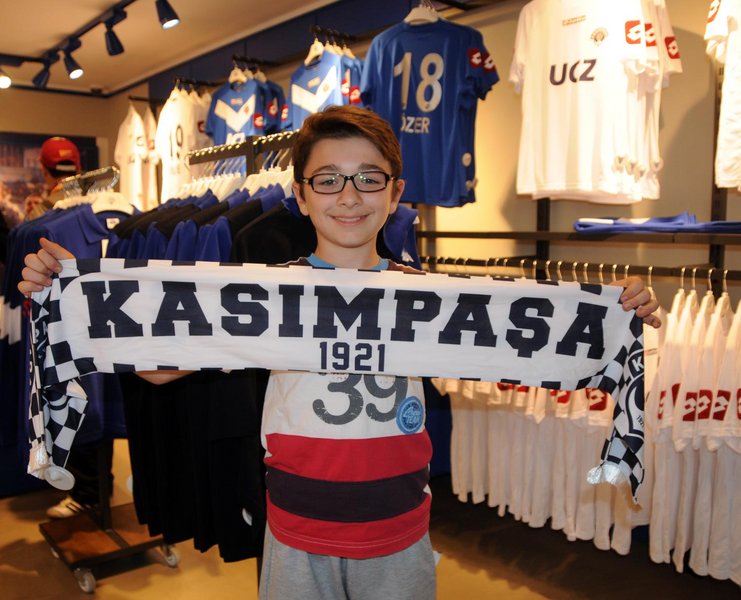 18
ÖZER
UCZ
KASIMPAŞA
1921
39